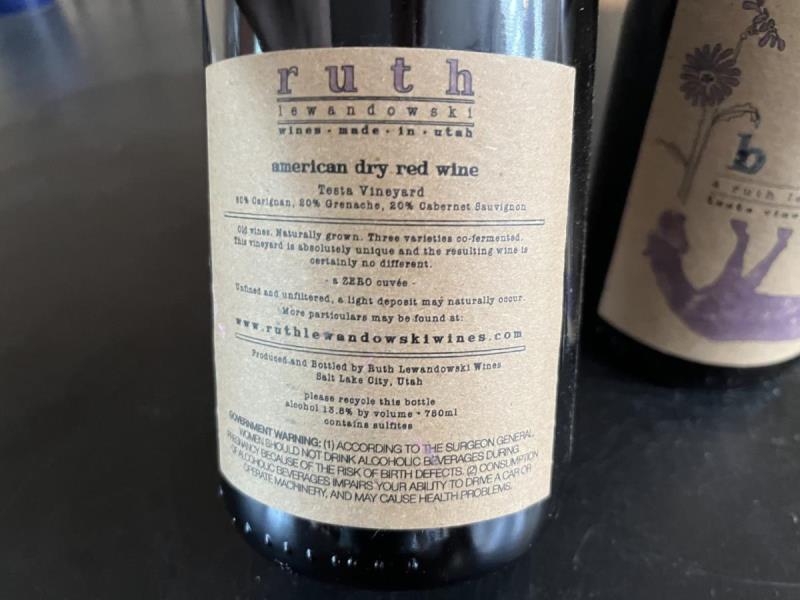 ruth
lewandowski
wines • made • in • utah
american dry red wine
Testa Vineyard
60% Carignan, 20% Grenache, 20% Cabernet Sauvignon
Old vines. Naturally grown. Three varieties co-fermented.
This vineyard is absolutely unique and the resulting wine is
certainly no different.
- a ZERO cuvée -
Unfined and unfiltered, a light deposit may naturally occur.
More particulars may be found at:
www.ruthlewandowskiwines.com
Produced and Bottled by Ruth Lewandowski Wines
Salt Lake City, Utah
please recycle this bottle
alcohol 13.5% by volume • 750ml
contains sulfites
GOVERNMENT WARNING: (1) ACCORDING TO THE SURGEON GENERAL,
WOMEN SHOULD NOT DRINK ALCOHOLIC BEVERAGES DURING
PREGNANCY BECAUSE OF THE RISK OF BIRTH DEFECTS. (2) CONSUMPTION
OF ALCOHOLIC BEVERAGES IMPAIRS YOUR ABILITY TO DRIVE A CAR OR
OPERATE MACHINERY, AND MAY CAUSE HEALTH PROBLEMS.
b
a ruth le
testa vine